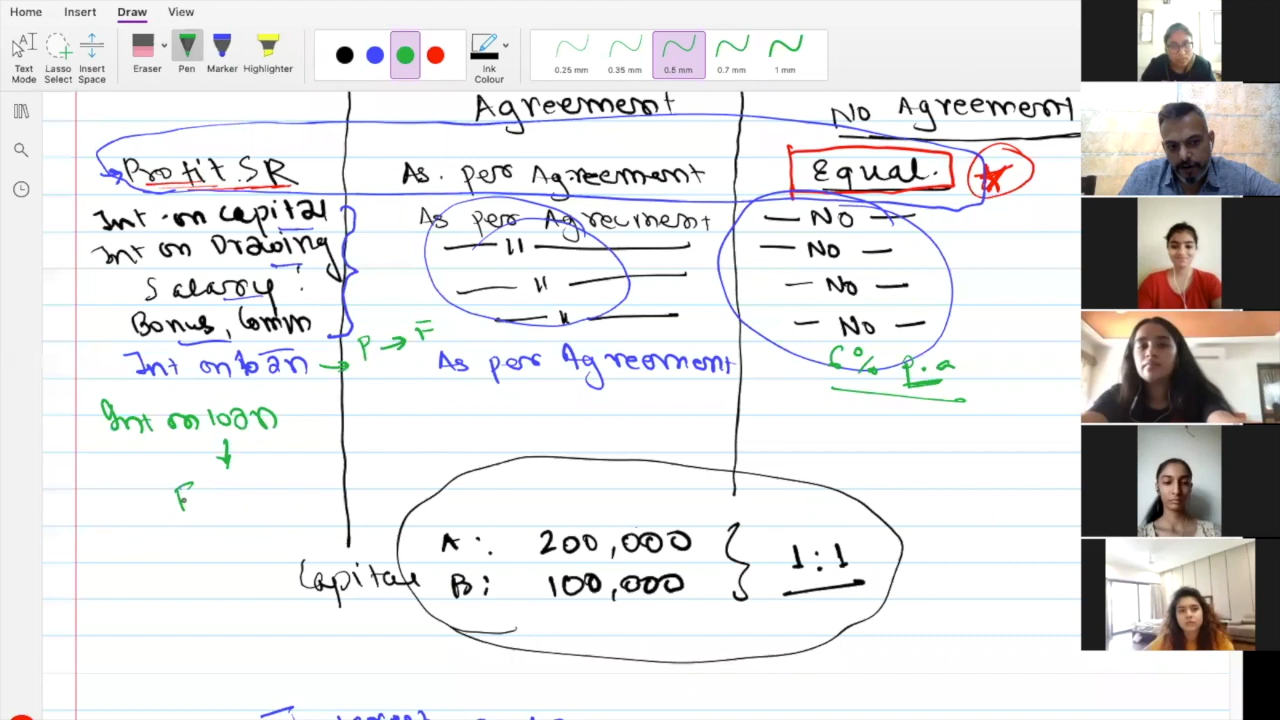 Home Insert Draw View
Text Mode Lasso Select Insert Space Eraser Pen Marker Highlighter Ink Colour 0.25 mm 0.35 mm 0.5 mm 0.7 mm 1 mm
Agreement No Agreement
Profit SR As per Agreement Equal.
Int on capital As per Agreement — No —
Int on Drawing — 11 — — No —
Salary — 11 — — No —
Bonus, Comm — 11 — — No —
Int on loan → P → F As per Agreement 6% p.a
Int on loan
↓
F
Capital
A: 200,000
B: 100,000
1:1